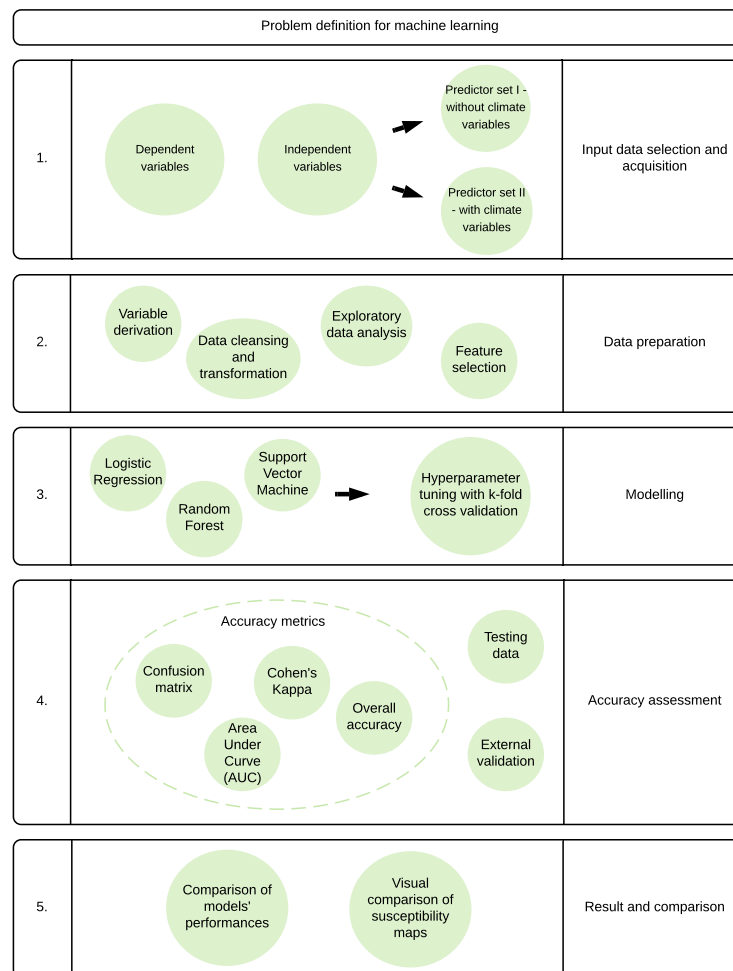 Problem definition for machine learning
1.
Dependent
variables
Independent
variables
Predictor set I -
without climate
variables
Predictor set II
- with climate
variables
Input data selection and
acquisition
2.
Variable
derivation
Data cleansing
and
transformation
Exploratory
data analysis
Feature
selection
Data preparation
3.
Logistic
Regression
Random
Forest
Support
Vector
Machine
Hyperparameter
tuning with k-fold
cross validation
Modelling
4.
Accuracy metrics
Confusion
matrix
Area
Under
Curve
(AUC)
Cohen's
Kappa
Overall
accuracy
Testing
data
External
validation
Accuracy assessment
5.
Comparison of
models'
performances
Visual
comparison of
susceptibility
maps
Result and comparison